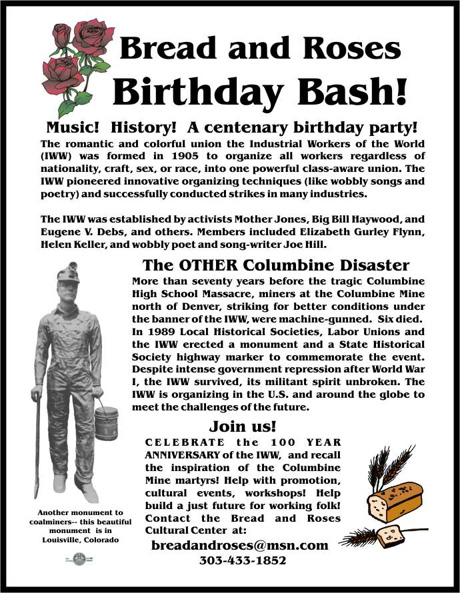 Bread and Roses
Birthday Bash!
Music! History! A centenary birthday party!
The romantic and colorful union the Industrial Workers of the World
(IWW) was formed in 1905 to organize all workers regardless of
nationality, craft, sex, or race, into one powerful class-aware union. The
IWW pioneered innovative organizing techniques (like wobbly songs and
poetry) and successfully conducted strikes in many industries.
The IWW was established by activists Mother Jones, Big Bill Haywood, and
Eugene V. Debs, and others. Members included Elizabeth Gurley Flynn,
Helen Keller, and wobbly poet and song-writer Joe Hill.
The OTHER Columbine Disaster
More than seventy years before the tragic Columbine
High School Massacre, miners at the Columbine Mine
north of Denver, striking for better conditions under
the banner of the IWW, were machine-gunned. Six died.
In 1989 Local Historical Societies, Labor Unions and
the IWW erected a monument and a State Historical
Society highway marker to commemorate the event.
Despite intense government repression after World War
I, the IWW survived, its militant spirit unbroken. The
IWW is organizing in the U.S. and around the globe to
meet the challenges of the future.
Join us!
CELEBRATE the 100 YEAR
ANNIVERSARY of the IWW, and recall
the inspiration of the Columbine
Mine martyrs! Help with promotion,
cultural events, workshops! Help
build a just future for working folk!
Contact the Bread and Roses
Cultural Center at:
breadandroses@msn.com
303-433-1852
Another monument to
coalminers-- this beautiful
monument is in
Louisville, Colorado